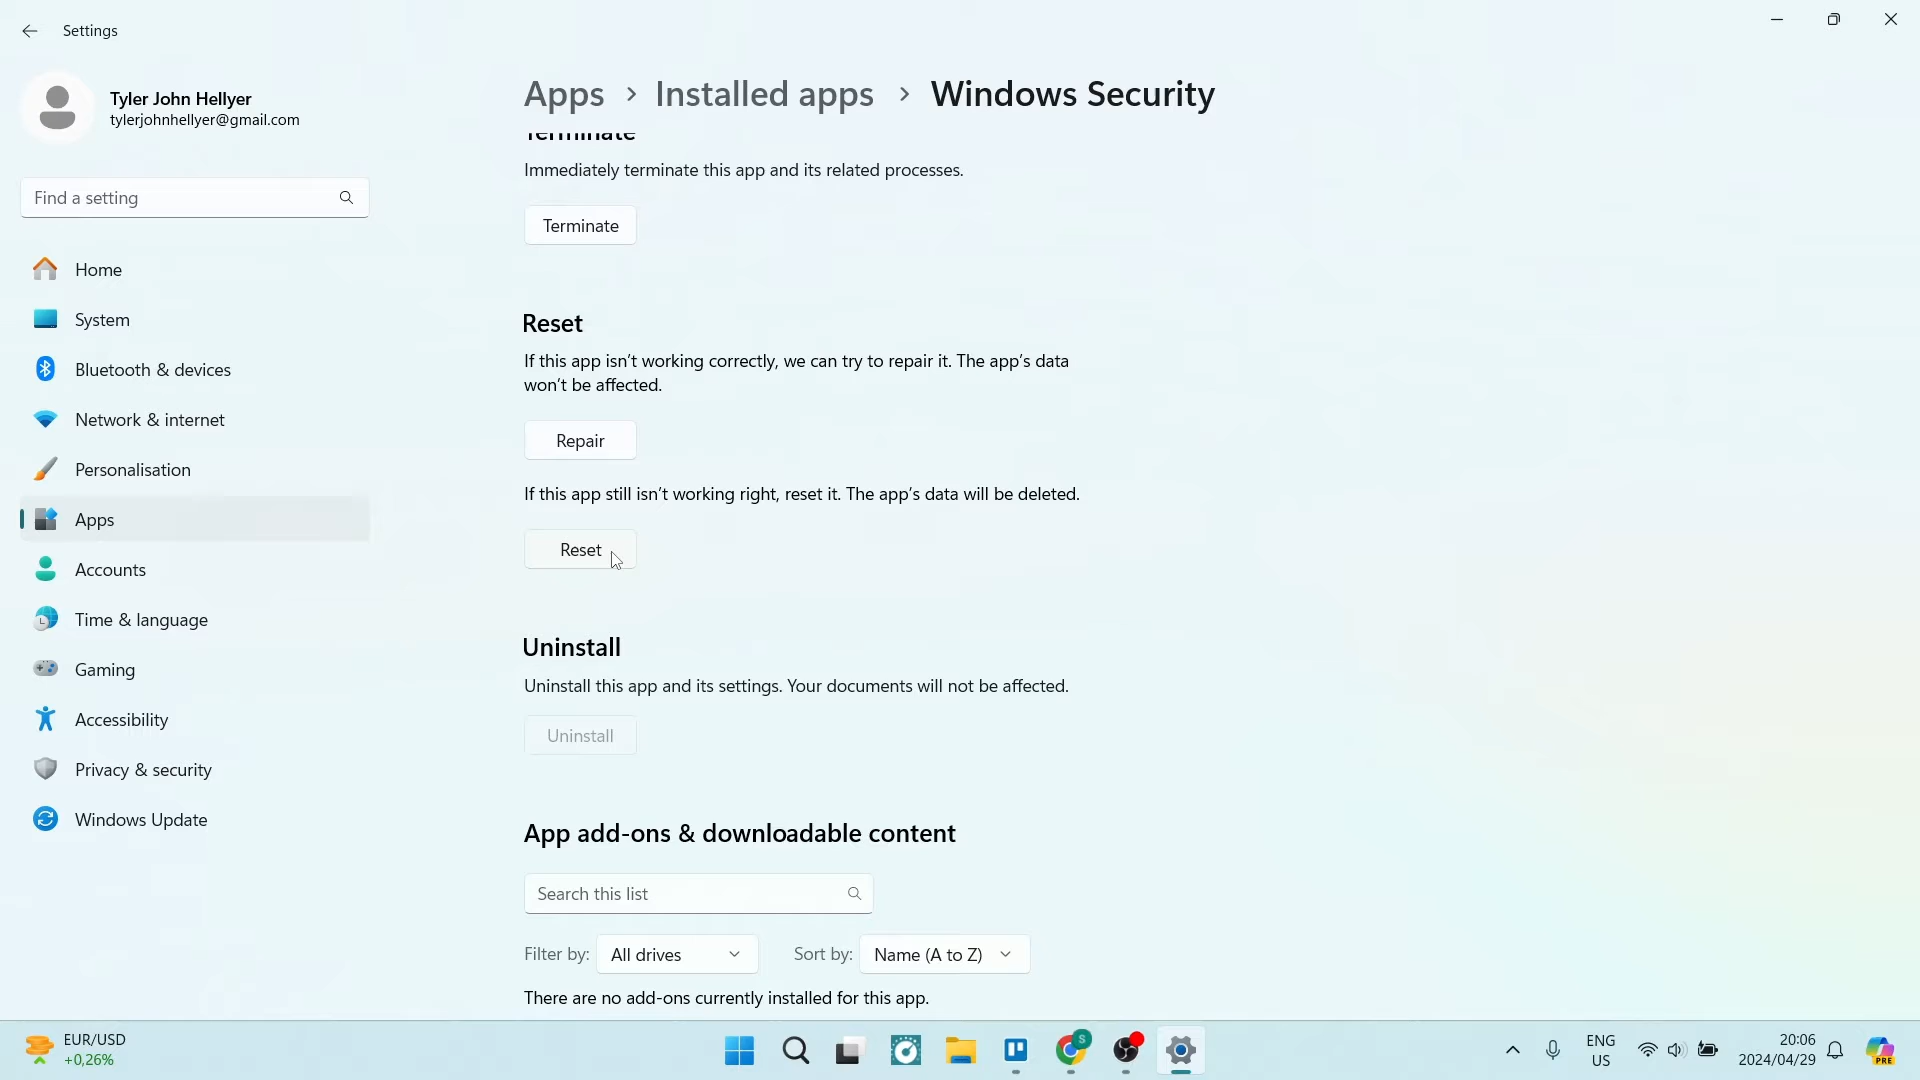 Settings
Tyler John Hellyer
tylerjohnhellyer@gmail.com
Find a setting
Home
System
Bluetooth & devices
Network & internet
Personalisation
Apps
Accounts
Time & language
Gaming
Accessibility
Privacy & security
Windows Update
Apps > Installed apps > Windows Security
Terminate
Immediately terminate this app and its related processes.
Terminate
Reset
If this app isn't working correctly, we can try to repair it. The app's data
won't be affected.
Repair
If this app still isn't working right, reset it. The app's data will be deleted.
Reset
Uninstall
Uninstall this app and its settings. Your documents will not be affected.
Uninstall
App add-ons & downloadable content
Search this list
Filter by: All drives Sort by: Name (A to Z)
There are no add-ons currently installed for this app.
EUR/USD
+0,26%
S
ENG
US
20:06
2024/04/29
PRE